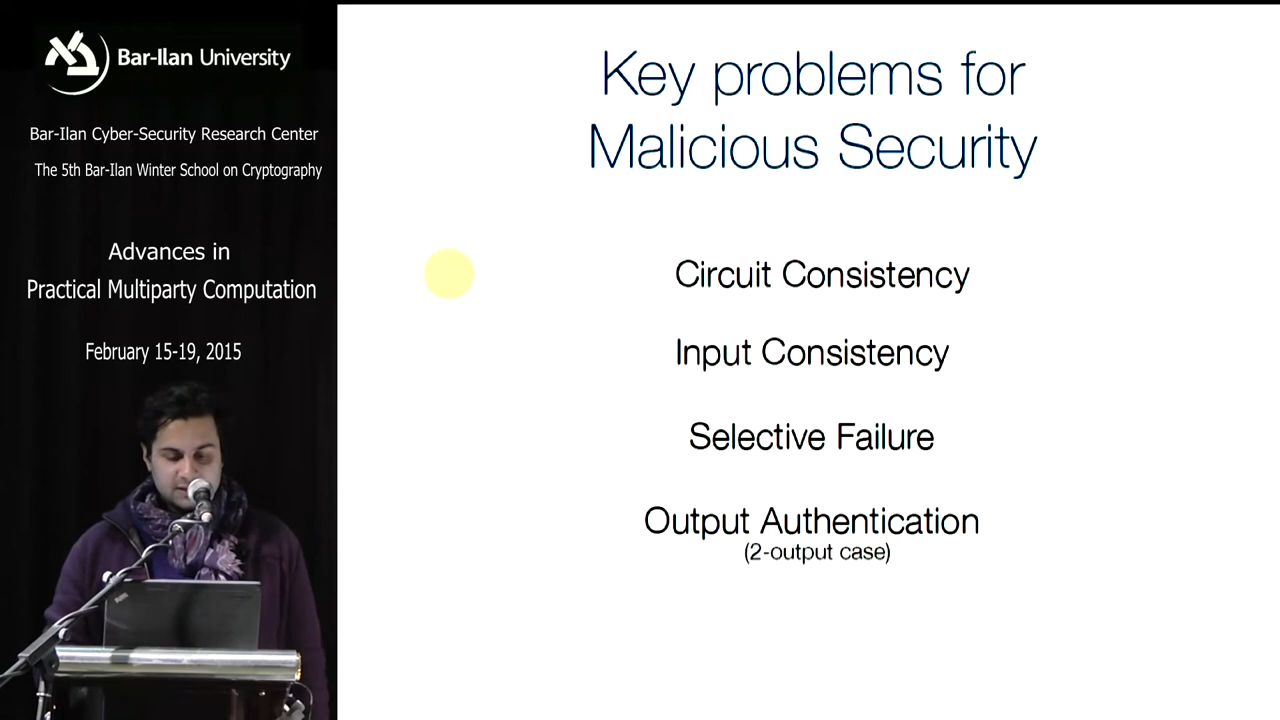 Bar-Ilan University
Bar-Ilan Cyber-Security Research Center
The 5th Bar-Ilan Winter School on Cryptography
Advances in
Practical Multiparty Computation
February 15-19, 2015
Key problems for
Malicious Security
Circuit Consistency
Input Consistency
Selective Failure
Output Authentication
(2-output case)